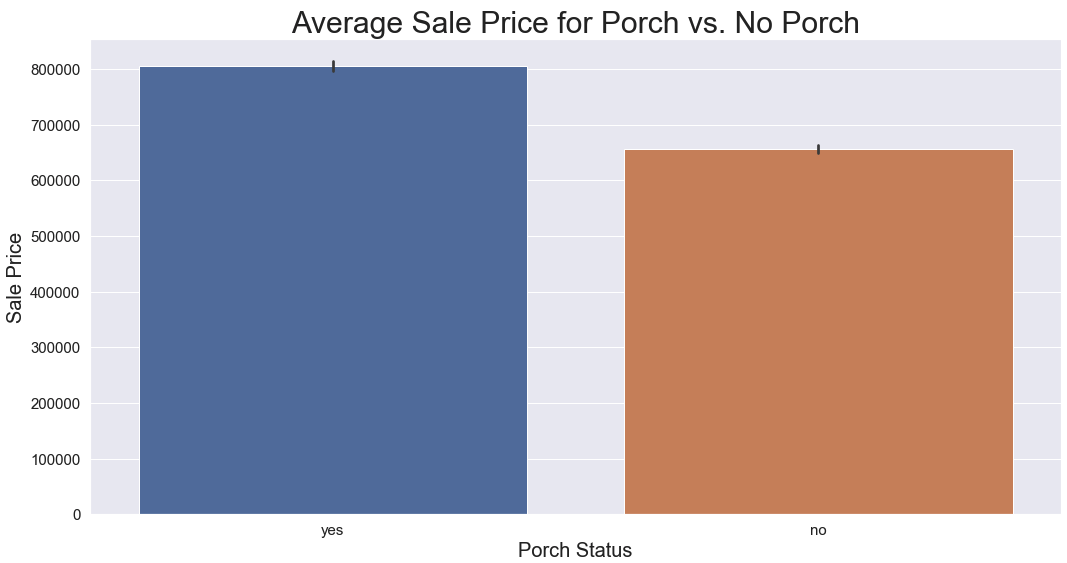 Average Sale Price for Porch vs. No Porch
800000
700000
600000
500000
400000
300000
200000
100000
0
Sale Price
yes
no
Porch Status